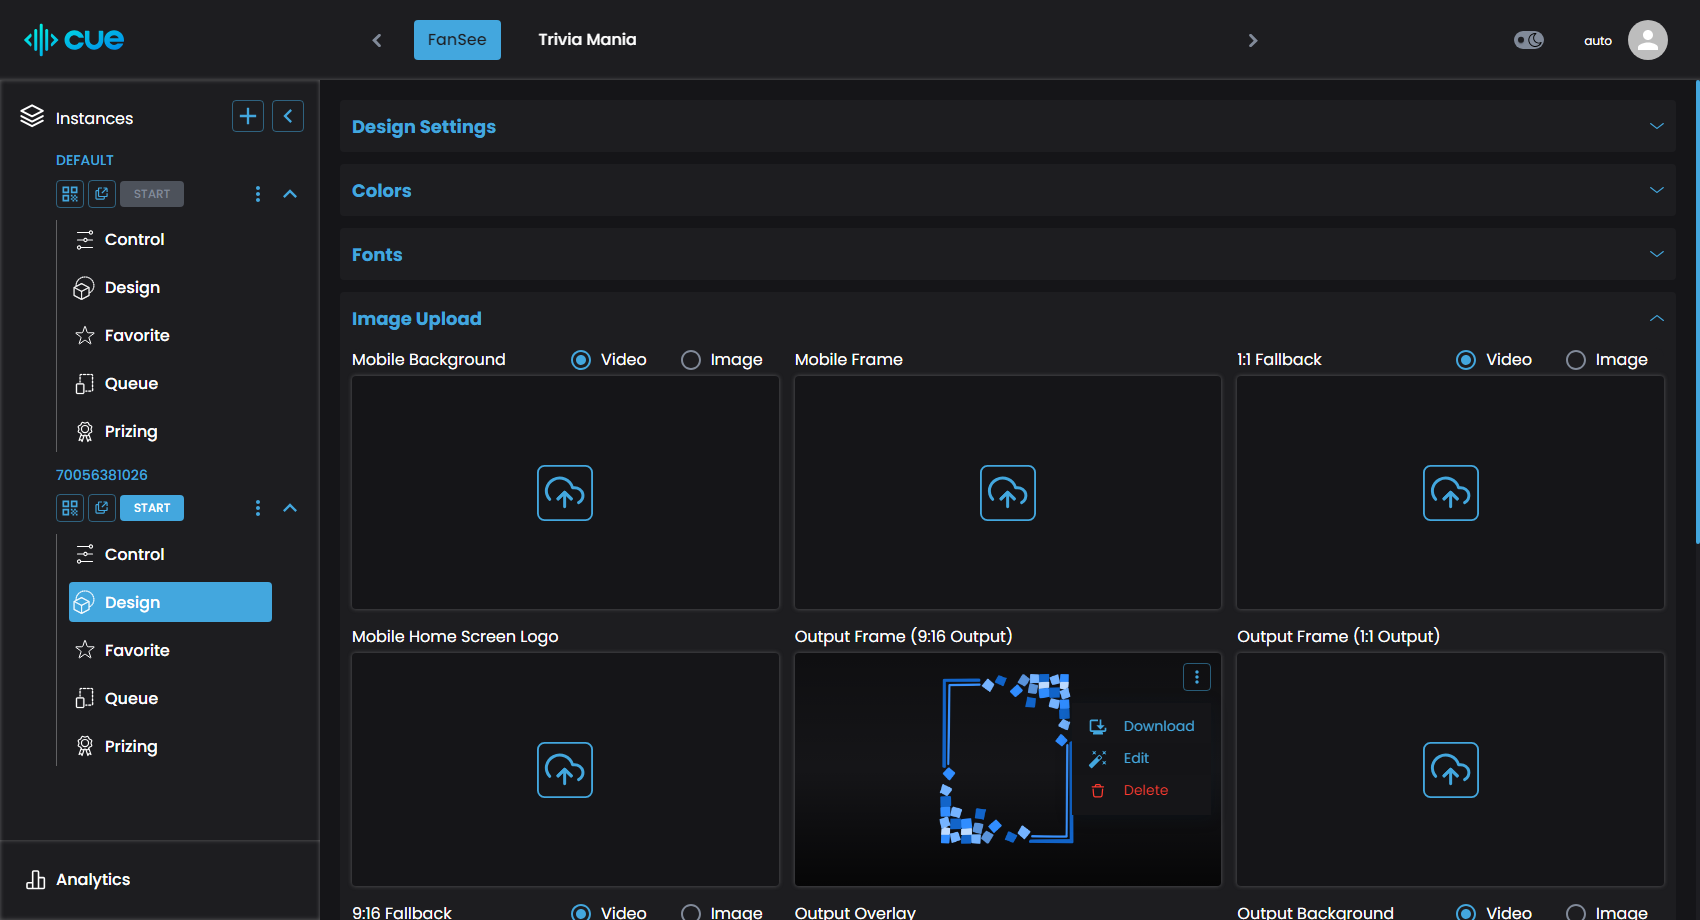 cue
FanSee
Trivia Mania
auto
Instances
DEFAULT
START
Control
Design
Favorite
Queue
Prizing
70056381026
START
Control
Design
Favorite
Queue
Prizing
Analytics
Design Settings
Colors
Fonts
Image Upload
Mobile Background Video Image
Mobile Frame
1:1 Fallback Video Image
Mobile Home Screen Logo
Output Frame (9:16 Output)
Download
Edit
Delete
Output Frame (1:1 Output)
9:16 Fallback Video Image
Output Overlay
Output Background Video Image